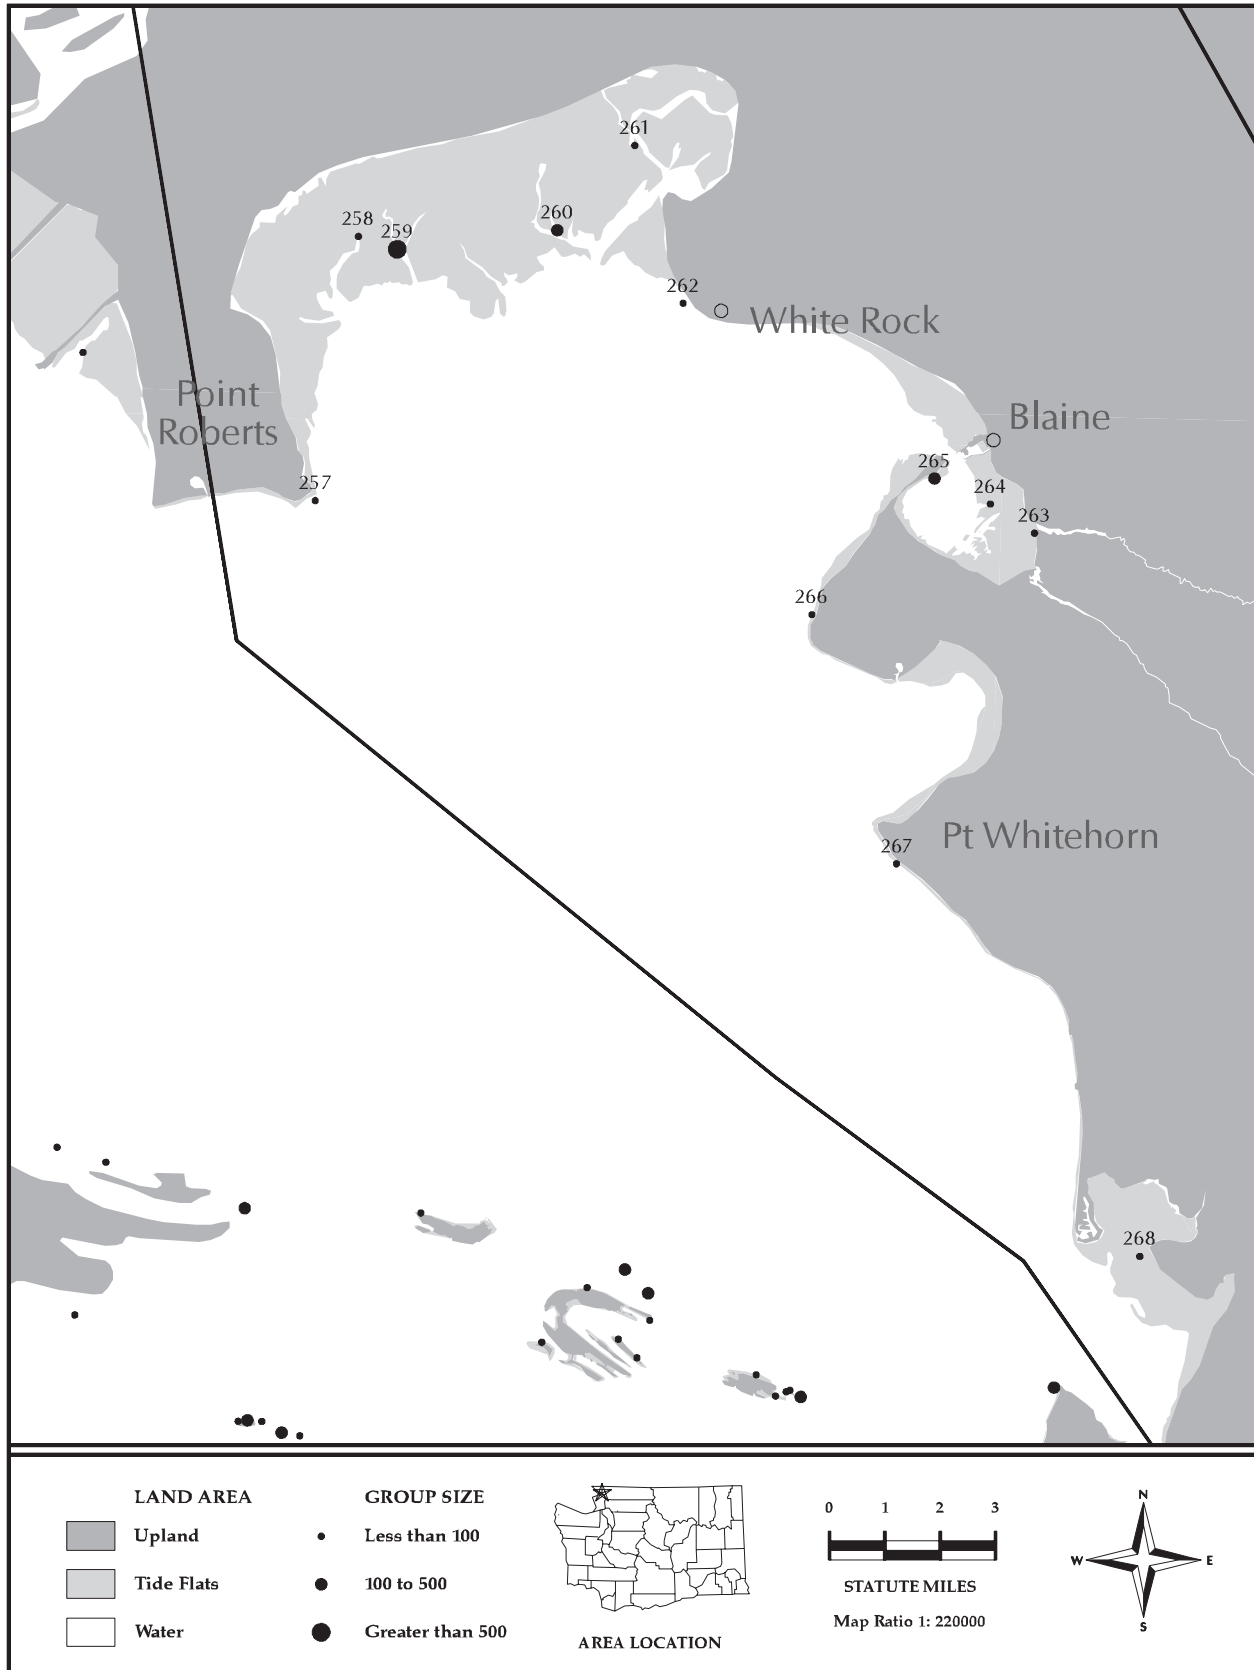 261
258
259
260
262
White Rock
Point
Roberts
Blaine
265
264
257
263
266
Pt Whitehorn
267
268
LAND AREA
Upland
Tide Flats
Water
GROUP SIZE
Less than 100
100 to 500
Greater than 500
AREA LOCATION
0 1 2 3
STATUTE MILES
Map Ratio 1: 220000
N
W E
S